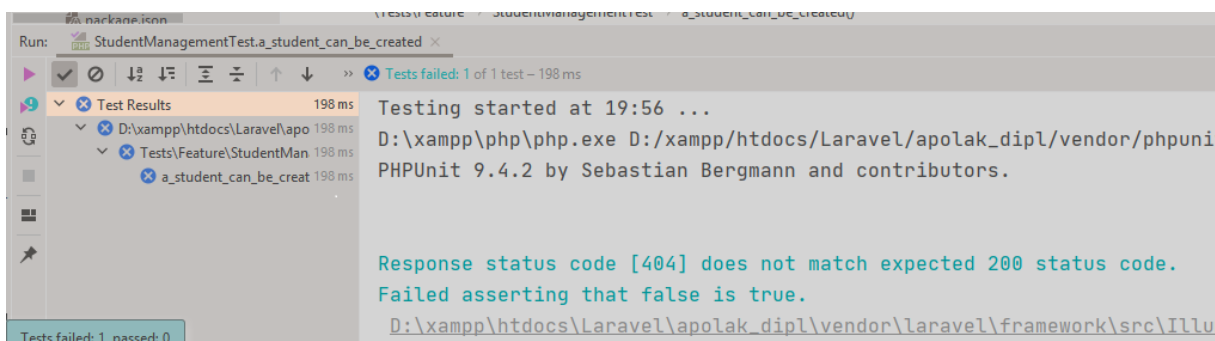 package.json
\Tests\Feature > StudentManagementTest > a_student_can_be_created()
Run: StudentManagementTest.a_student_can_be_created ×
Tests failed: 1 of 1 test – 198 ms
Test Results 198 ms
D:\xampp\htdocs\Laravel\apo 198 ms
Tests\Feature\StudentMan 198 ms
a_student_can_be_creat 198 ms
Testing started at 19:56 ...
D:\xampp\php\php.exe D:/xampp/htdocs/Laravel/apolak_dipl/vendor/phpuni
PHPUnit 9.4.2 by Sebastian Bergmann and contributors.
Response status code [404] does not match expected 200 status code.
Failed asserting that false is true.
D:\xampp\htdocs\Laravel\apolak_dipl\vendor\laravel\framework\src\Illu
Tests failed: 1, passed: 0